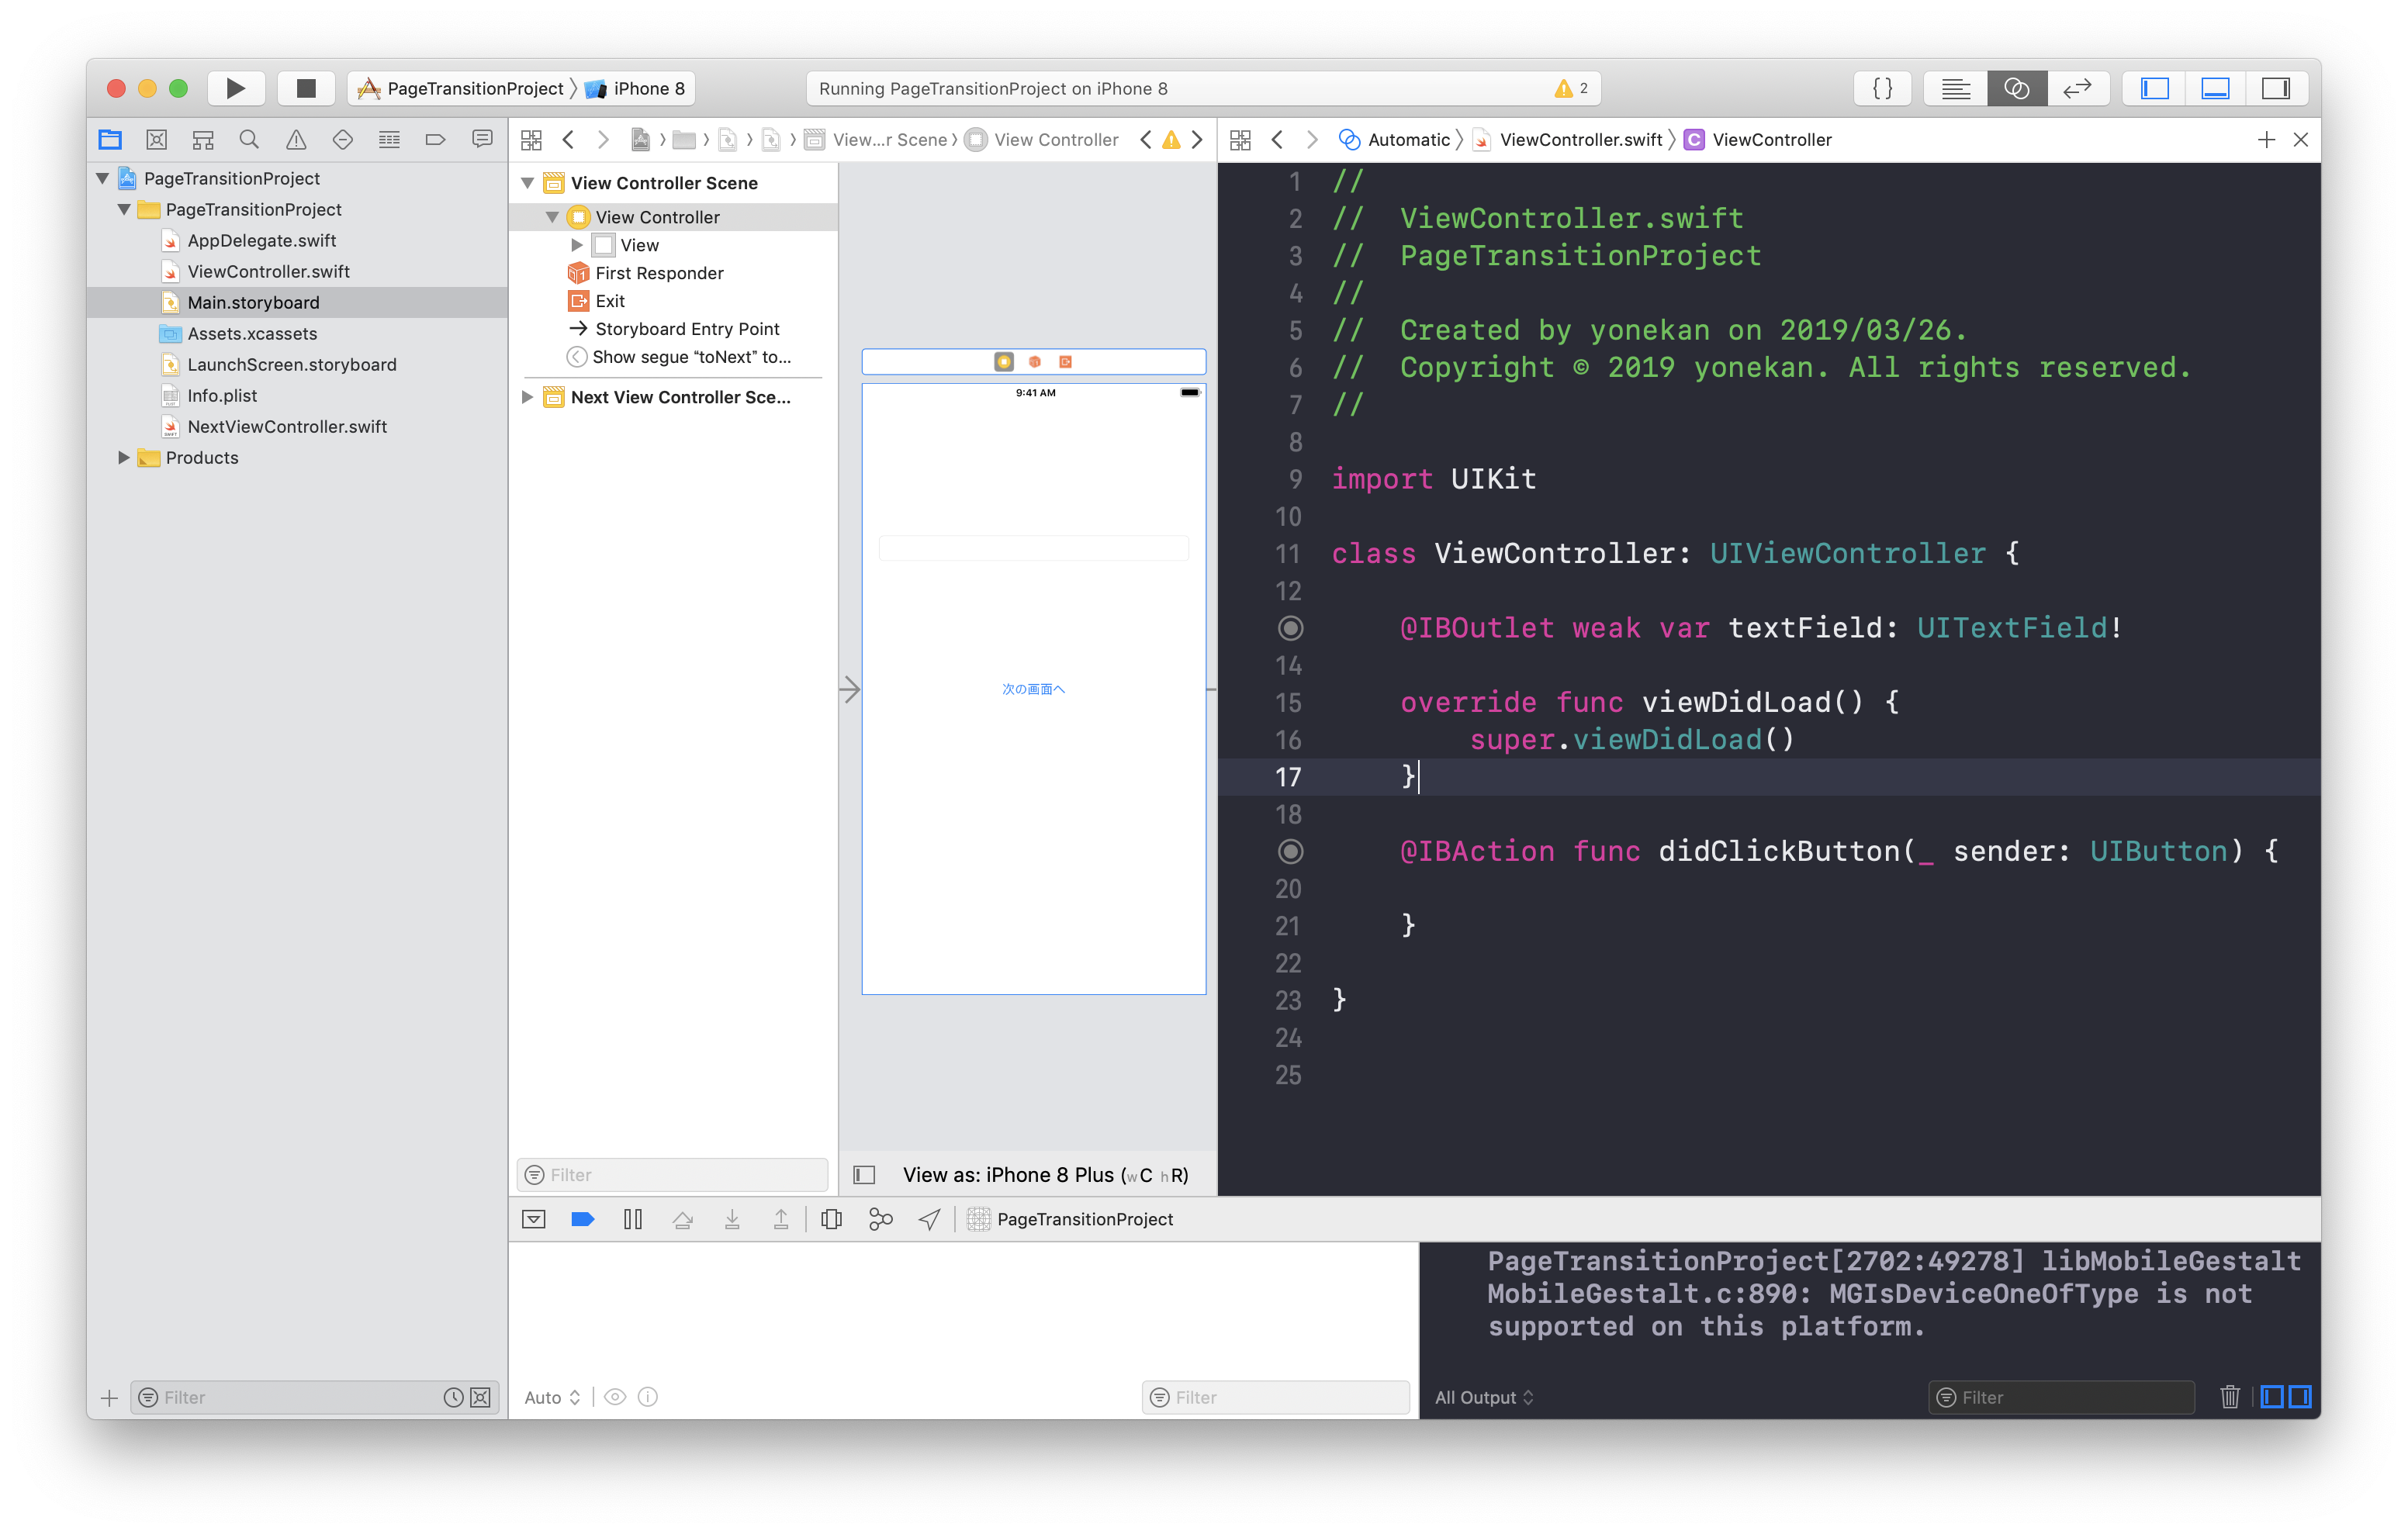 PageTransitionProject 〉 iPhone 8
Running PageTransitionProject on iPhone 8
2
{ }
PageTransitionProject
PageTransitionProject
AppDelegate.swift
ViewController.swift
Main.storyboard
Assets.xcassets
LaunchScreen.storyboard
Info.plist
NextViewController.swift
Products
Filter
View...r Scene 〉 View Controller
View Controller Scene
View Controller
View
First Responder
Exit
Storyboard Entry Point
Show segue “toNext” to...
Next View Controller Sce...
Filter
9:41 AM
次の画面へ
View as: iPhone 8 Plus (wC hR)
Automatic 〉 ViewController.swift 〉 C ViewController
1 //
2 //  ViewController.swift
3 //  PageTransitionProject
4 //
5 //  Created by yonekan on 2019/03/26.
6 //  Copyright © 2019 yonekan. All rights reserved.
7 //
8
9 import UIKit
10
11 class ViewController: UIViewController {
12
@IBOutlet weak var textField: UITextField!
14
15     override func viewDidLoad() {
16         super.viewDidLoad()
17     }
18
@IBAction func didClickButton(_ sender: UIButton) {
20
21     }
22
23 }
24
25
PageTransitionProject
Auto
Filter
PageTransitionProject[2702:49278] libMobileGestalt
MobileGestalt.c:890: MGIsDeviceOneOfType is not
supported on this platform.
All Output
Filter